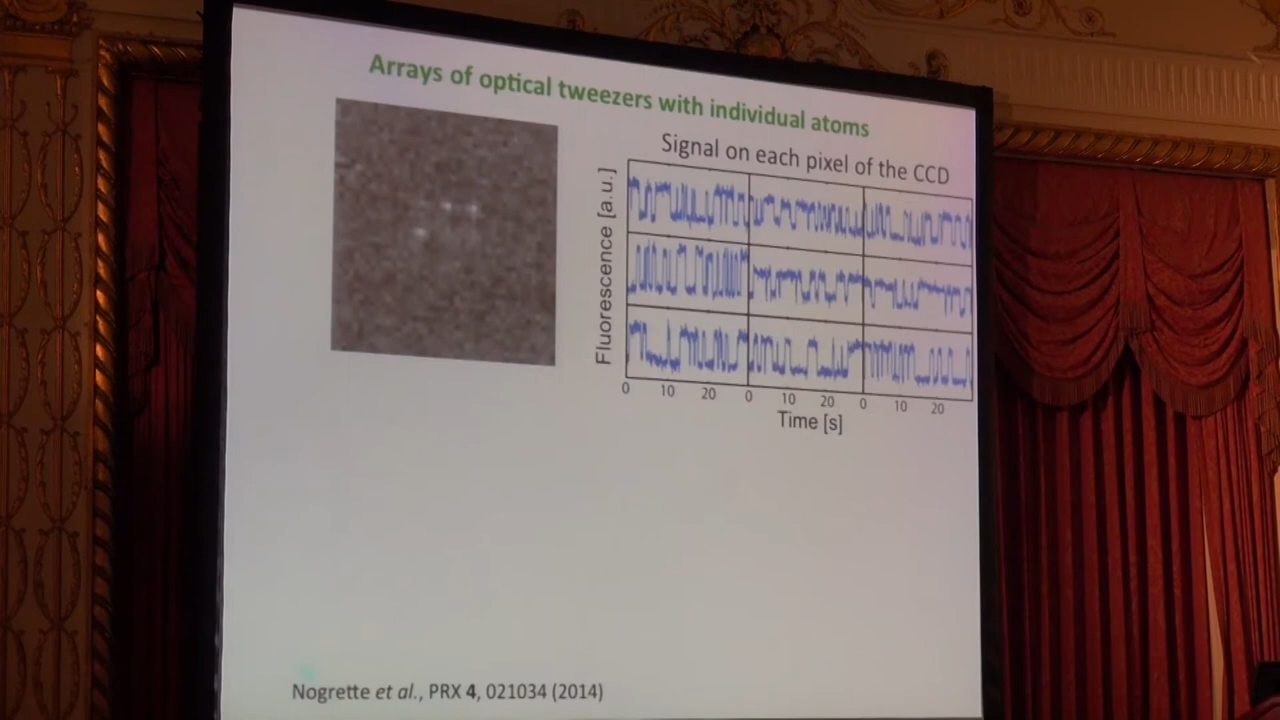 Arrays of optical tweezers with individual atoms
Signal on each pixel of the CCD
Fluorescence [a.u.]
0 10 20 0 10 20 0 10 20
Time [s]
Nogrette et al., PRX 4, 021034 (2014)